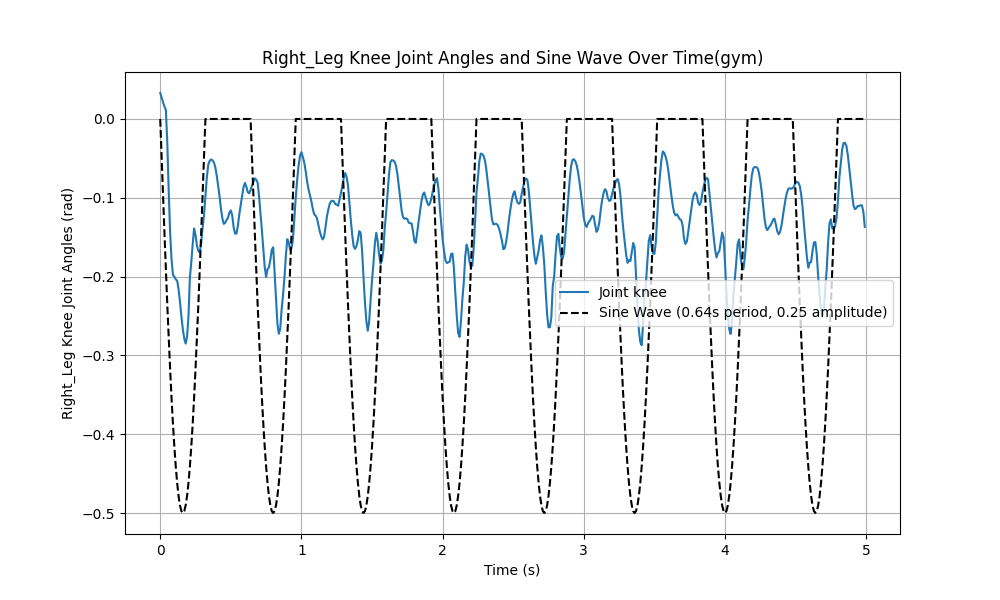 Right_Leg Knee Joint Angles and Sine Wave Over Time(gym)
Right_Leg Knee Joint Angles (rad)
0.0
−0.1
−0.2
−0.3
−0.4
−0.5
Joint knee
Sine Wave (0.64s period, 0.25 amplitude)
0 1 2 3 4 5
Time (s)